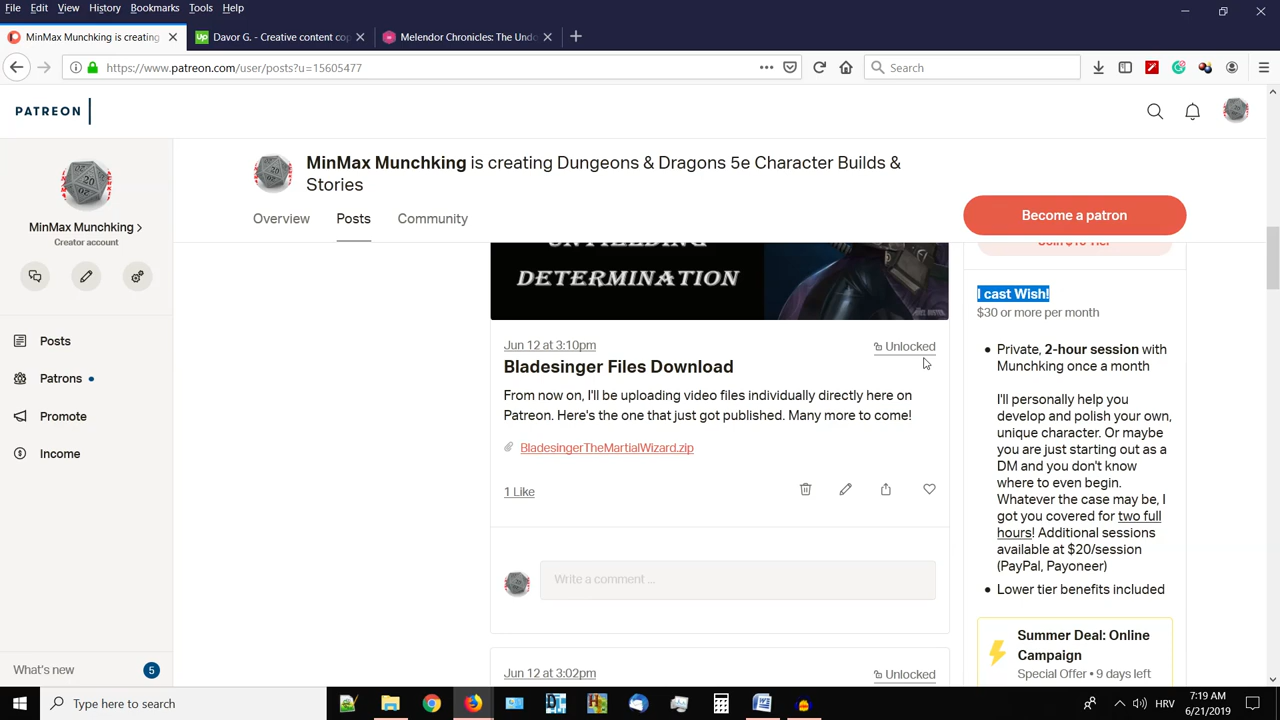 File Edit View History Bookmarks Tools Help
MinMax Munchking is creating
Davor G. - Creative content cop
Melendor Chronicles: The Undo
https://www.patreon.com/user/posts?u=15605477
Search
PATREON
MinMax Munchking is creating Dungeons & Dragons 5e Character Builds &
Stories
Overview Posts Community
Become a patron
MinMax Munchking
Creator account
Posts
Patrons
Promote
Income
What's new 5
DETERMINATION
Jun 12 at 3:10pm
Unlocked
Bladesinger Files Download
From now on, I'll be uploading video files individually directly here on
Patreon. Here's the one that just got published. Many more to come!
BladesingerTheMartialWizard.zip
1 Like
Write a comment ...
Jun 12 at 3:02pm
Unlocked
I cast Wish!
$30 or more per month
Private, 2-hour session with
Munchking once a month
I'll personally help you
develop and polish your own,
unique character. Or maybe
you are just starting out as a
DM and you don't know
where to even begin.
Whatever the case may be, I
got you covered for two full
hours! Additional sessions
available at $20/session
(PayPal, Payoneer)
Lower tier benefits included
Summer Deal: Online
Campaign
Special Offer • 9 days left
Type here to search
HRV
7:19 AM
6/21/2019